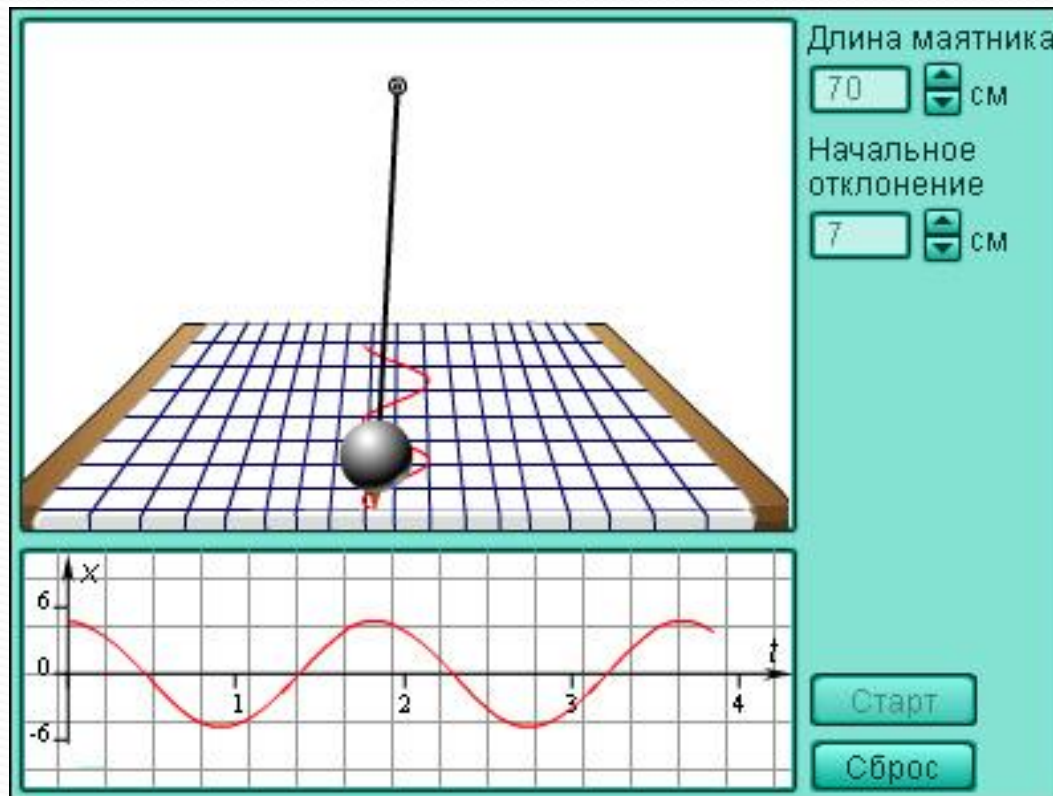 Длина маятника
70 см
Начальное
отклонение
7 см
x
6
0
-6
1 2 3 4
t
Старт
Сброс